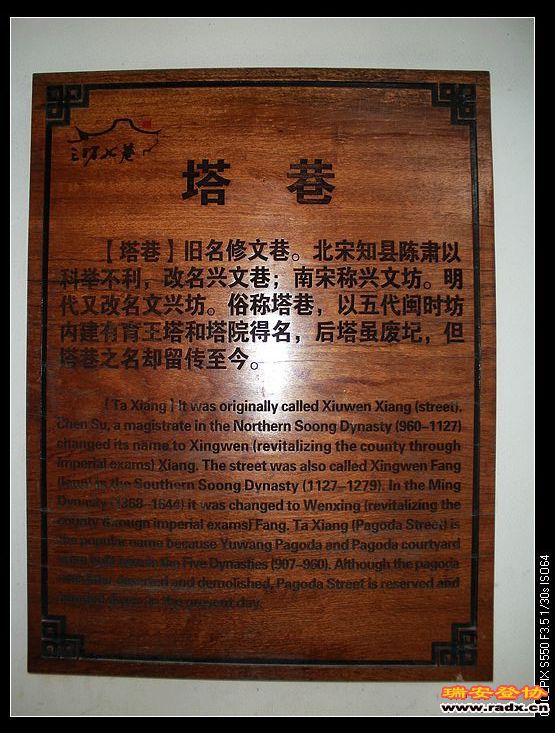 三坊七巷
塔 巷
【塔巷】旧名修文巷。北宋知县陈肃以
科举不利，改名兴文巷；南宋称兴文坊。明
代又改名文兴坊。俗称塔巷，以五代闽时坊
内建有育王塔和塔院得名，后塔虽废圮，但
塔巷之名却留传至今。
【Ta Xiang】It was originally called Xiuwen Xiang (street).
Chen Su, a magistrate in the Northern Soong Dynasty (960-1127)
changed its name to Xingwen (revitalizing the county through
imperial exams) Xiang. The street was also called Xingwen Fang
(lane) in the Southern Soong Dynasty (1127-1279). In the Ming
Dynasty (1368-1644) it was changed to Wenxing (revitalizing the
county through imperial exams) Fang. Ta Xiang (Pagoda Street) is
the popular name because Yuwang Pagoda and Pagoda courtyard
were built here in the Five Dynasties (907-960). Although the pagoda
was later deserted and demolished, Pagoda Street is reserved and
handed down to the present day.
PIX S550 F3.5 1/30s ISO64
瑞安登协
www.radx.cn